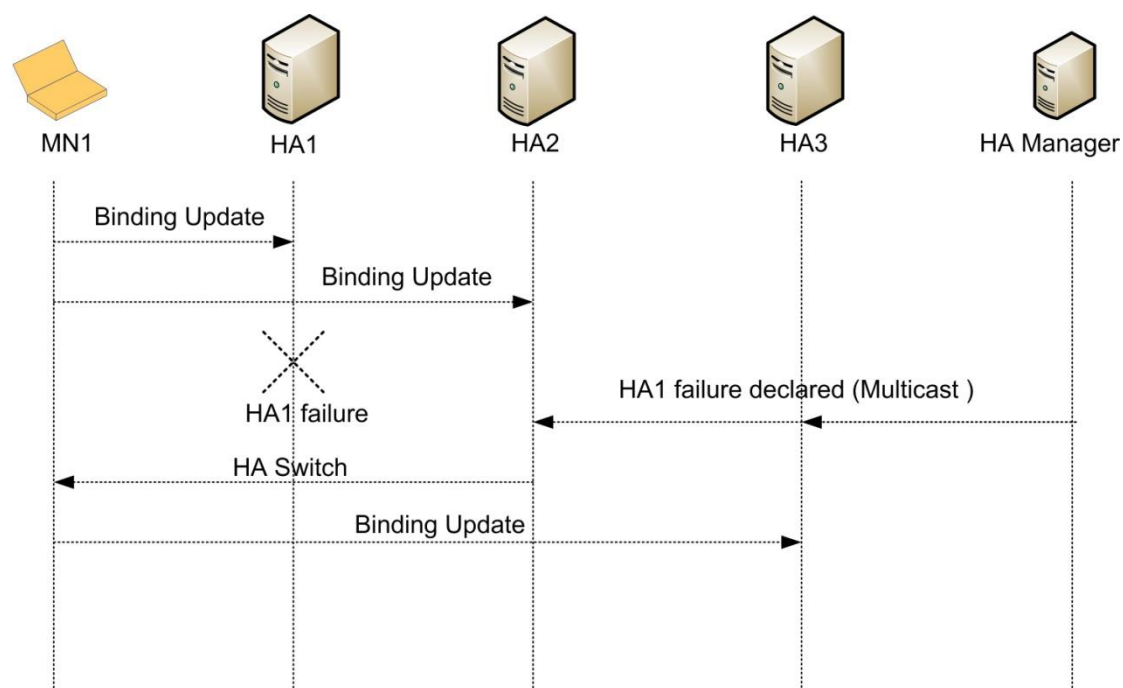 MN1
HA1
HA2
HA3
HA Manager
Binding Update
Binding Update
HA1 failure
HA1 failure declared (Multicast )
HA Switch
Binding Update